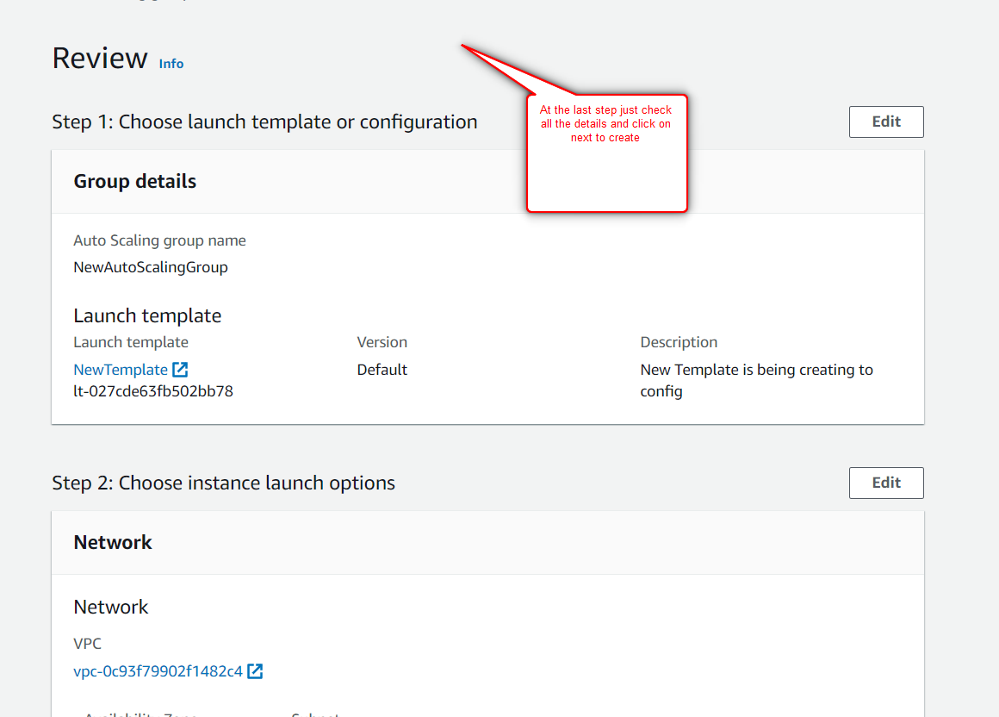 Review Info
At the last step just check
all the details and click on
next to create
Step 1: Choose launch template or configuration
Edit
Group details
Auto Scaling group name
NewAutoScalingGroup
Launch template
Launch template Version Description
NewTemplate Default New Template is being creating to
lt-027cde63fb502bb78 config
Step 2: Choose instance launch options
Edit
Network
Network
VPC
vpc-0c93f79902f1482c4
Availability Zone Subnet